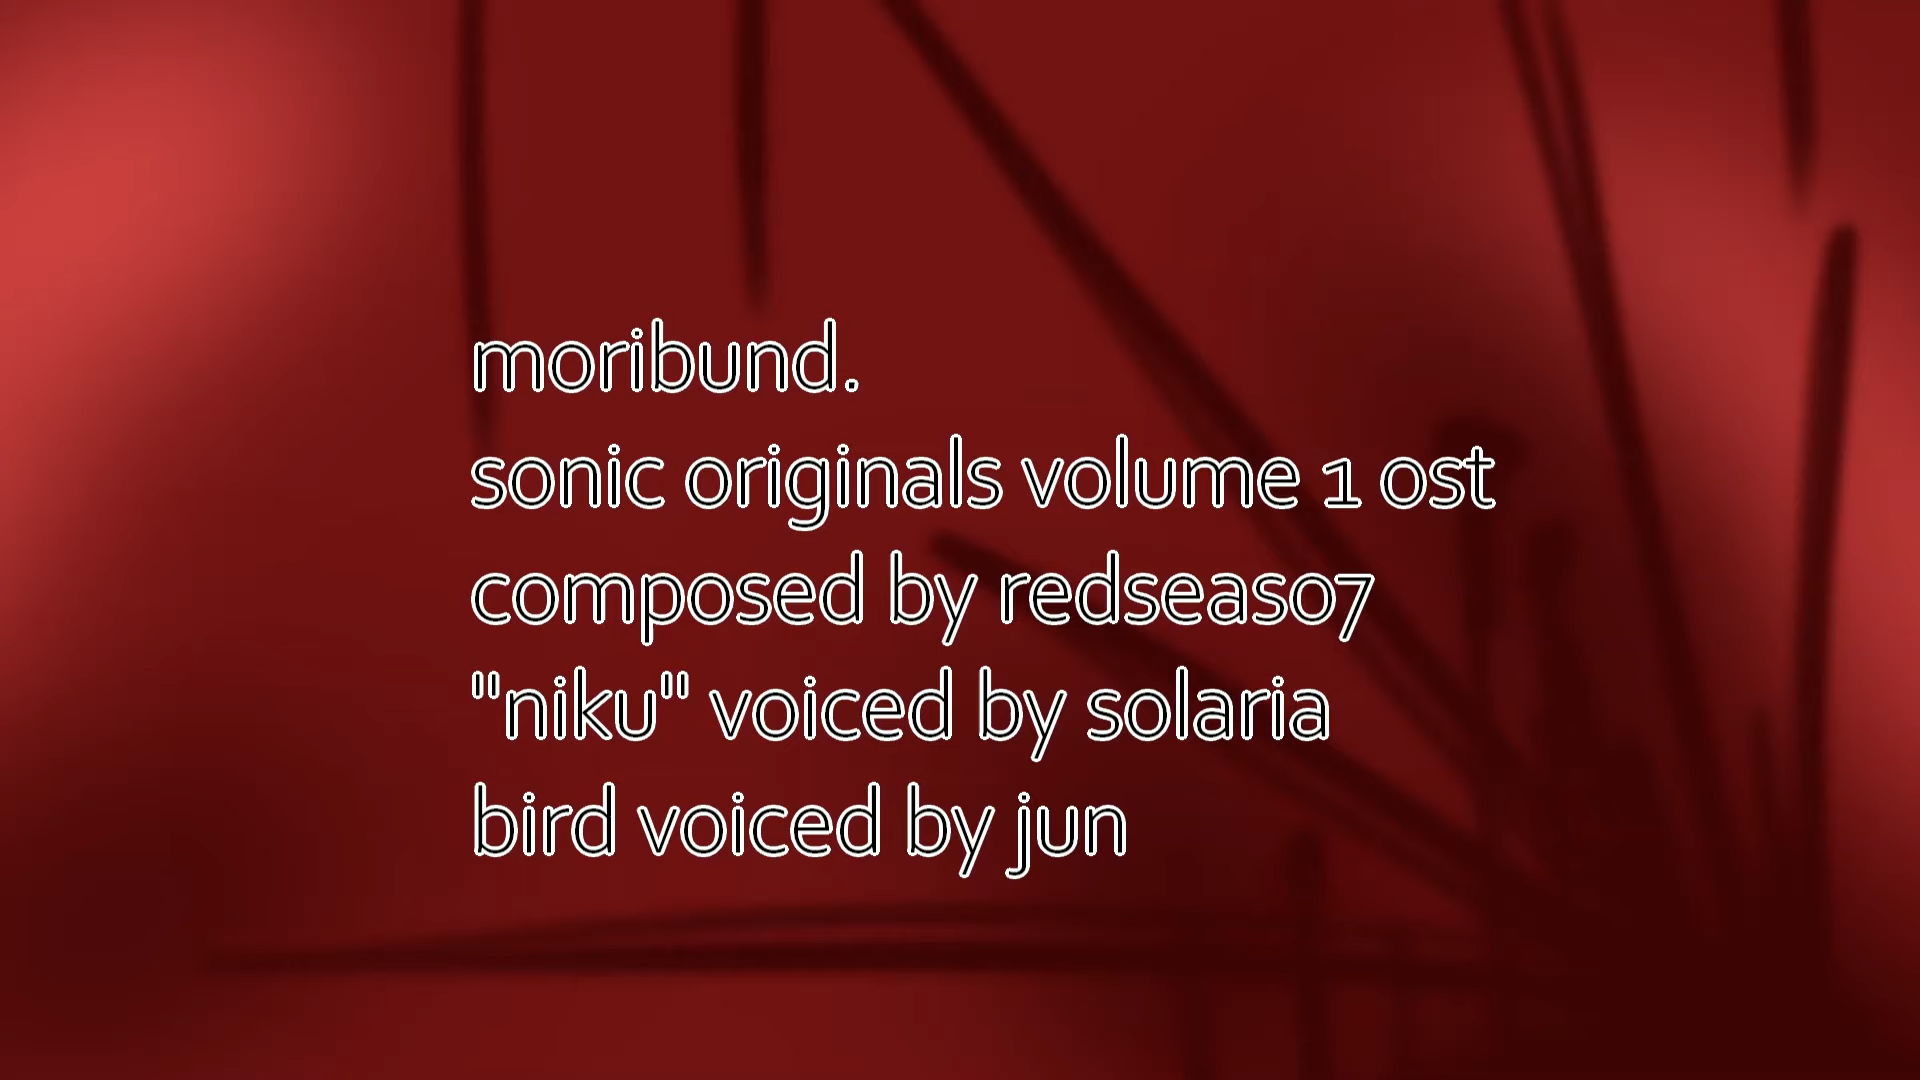 moribund.
sonic originals volume 1 ost
composed by redseas07
"niku" voiced by solaria
bird voiced by jun